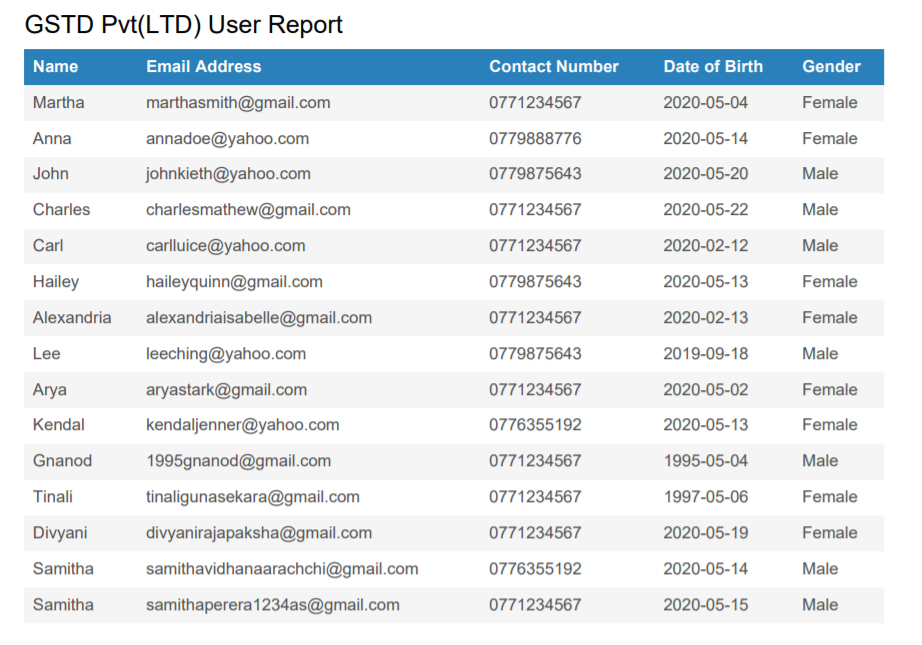 GSTD Pvt(LTD) User Report
Name Email Address Contact Number Date of Birth Gender
Martha marthasmith@gmail.com 0771234567 2020-05-04 Female
Anna annadoe@yahoo.com 0779888776 2020-05-14 Female
John johnkieth@yahoo.com 0779875643 2020-05-20 Male
Charles charlesmathew@gmail.com 0771234567 2020-05-22 Male
Carl carlluice@yahoo.com 0771234567 2020-02-12 Male
Hailey haileyquinn@gmail.com 0779875643 2020-05-13 Female
Alexandria alexandriaisabelle@gmail.com 0771234567 2020-02-13 Female
Lee leeching@yahoo.com 0779875643 2019-09-18 Male
Arya aryastark@gmail.com 0771234567 2020-05-02 Female
Kendal kendaljenner@yahoo.com 0776355192 2020-05-13 Female
Gnanod 1995gnanod@gmail.com 0771234567 1995-05-04 Male
Tinali tinaligunasekara@gmail.com 0771234567 1997-05-06 Female
Divyani divyanirajapaksha@gmail.com 0771234567 2020-05-19 Female
Samitha samithavidhanaarachchi@gmail.com 0776355192 2020-05-14 Male
Samitha samithaperera1234as@gmail.com 0771234567 2020-05-15 Male